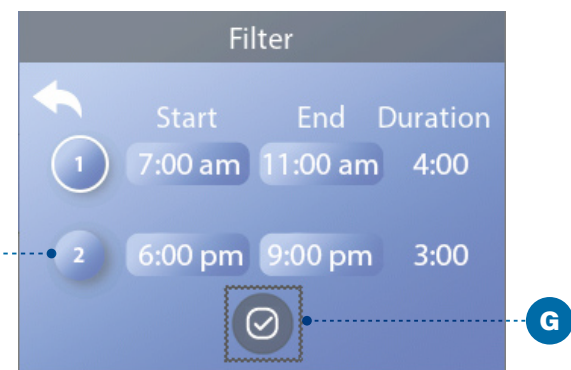 Filter
Start End Duration
1 7:00 am 11:00 am 4:00
2 6:00 pm 9:00 pm 3:00
G